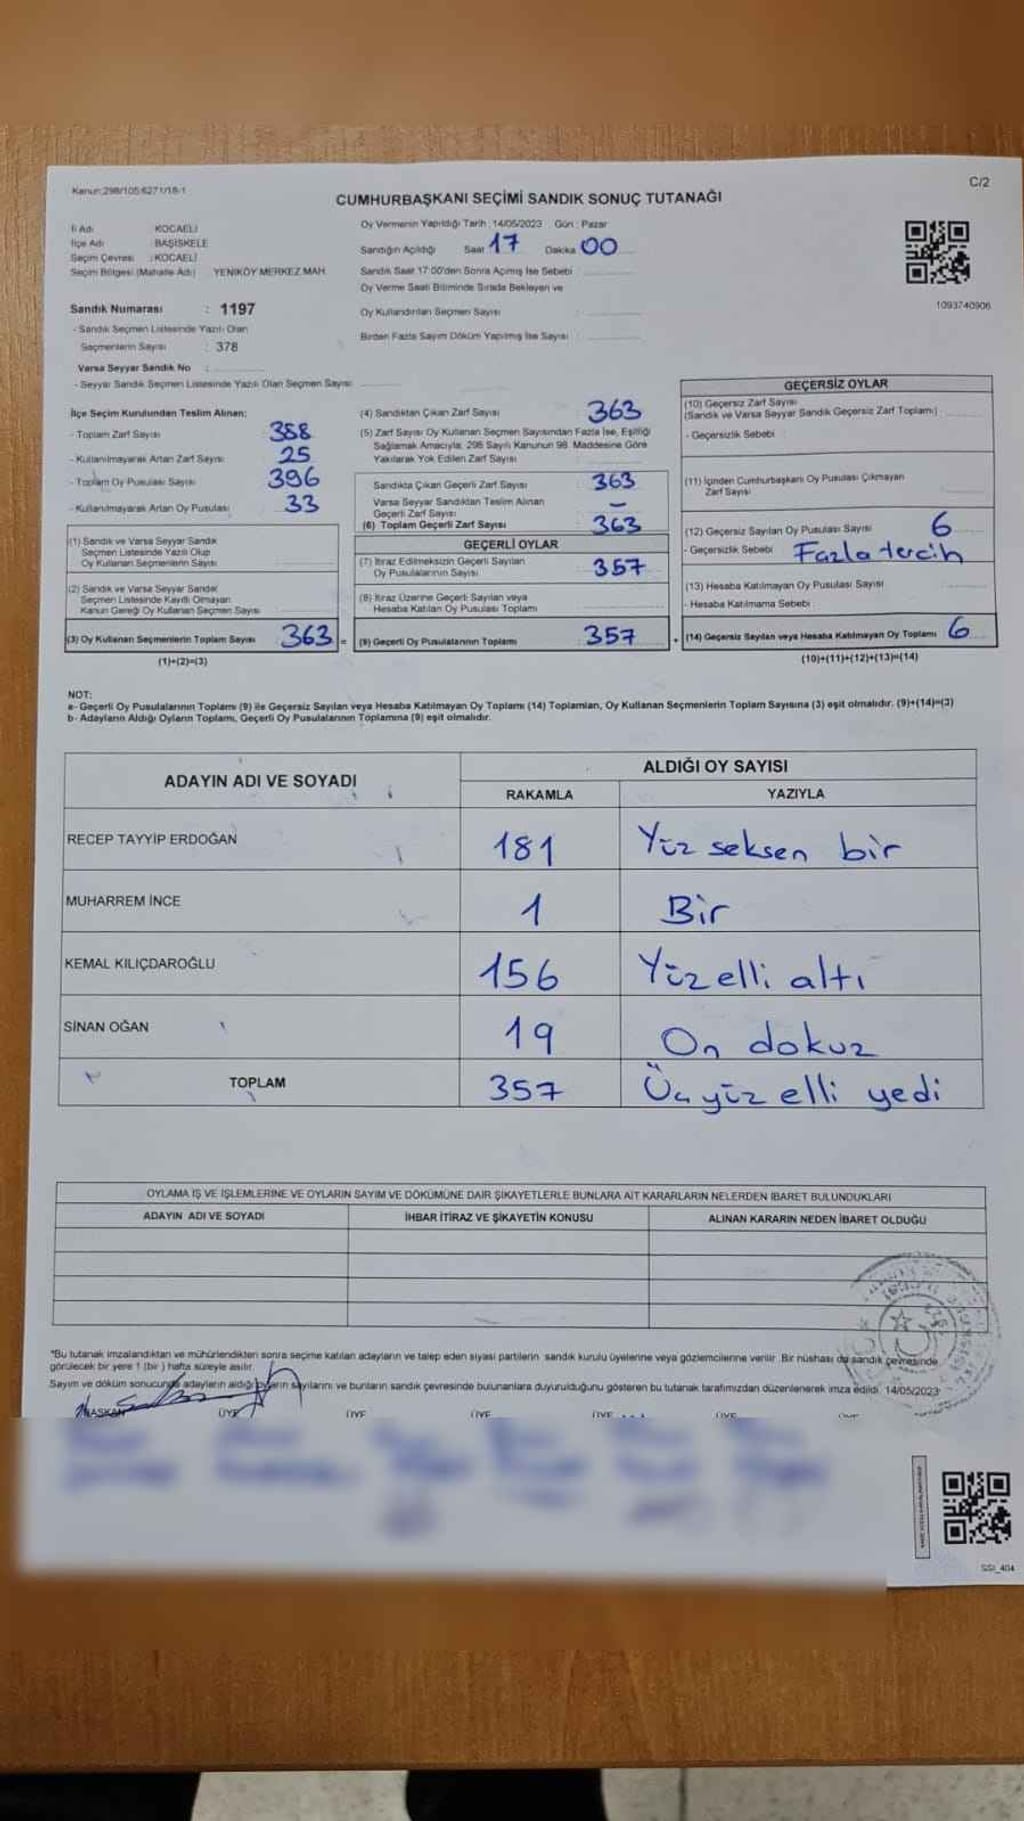 Kanun:298/105 6271/18-1
C/2
CUMHURBAŞKANI SEÇİMİ SANDIK SONUÇ TUTANAĞI
İl Adı KOCAELİ
İlçe Adı BAŞİSKELE
Seçim Çevresi : KOCAELİ
Seçim Bölgesi (Mahalle Adı) YENİKÖY MERKEZ MAH.
Sandık Numarası : 1197
- Sandık Seçmen Listesinde Yazılı Olan
Seçmenlerin Sayısı : 378
Varsa Seyyar Sandık No :
- Seyyar Sandık Seçmen Listesinde Yazılı Olan Seçmen Sayısı
Oy Vermenin Yapıldığı Tarih : 14/05/2023 Gün : Pazar
Sandığın Açıldığı Saat 17 Dakika 00
Sandık Saat 17:00'den Sonra Açmış İse Sebebi
Oy Verme Saati Bitiminde Sırada Bekleyen ve
Oy Kullandırılan Seçmen Sayısı :
Birden Fazla Sayım Döküm Yapılmış İse Sayısı :
1093740906
İlçe Seçim Kurulundan Teslim Alınan:
- Toplam Zarf Sayısı 388
- Kullanılmayarak Artan Zarf Sayısı 25
- Toplam Oy Pusulası Sayısı 396
- Kullanılmayarak Artan Oy Pusulası 33
(1) Sandık ve Varsa Seyyar Sandık
Seçmen Listesinde Yazılı Olup
Oy Kullanan Seçmenlerin Sayısı
(2) Sandık ve Varsa Seyyar Sandık
Seçmen Listesinde Kayıtlı Olmayan
Kanun Gereği Oy Kullanan Seçmen Sayısı
(3) Oy Kullanan Seçmenlerin Toplam Sayısı 363 =
(1)+(2)=(3)
(4) Sandıktan Çıkan Zarf Sayısı 363
(5) Zarf Sayısı Oy Kullanan Seçmen Sayısından Fazla İse, Eşitliği
Sağlamak Amacıyla, 298 Sayılı Kanunun 98. Maddesine Göre
Yakılarak Yok Edilen Zarf Sayısı
Sandıkta Çıkan Geçerli Zarf Sayısı : 363
Varsa Seyyar Sandıktan Teslim Alınan
Geçerli Zarf Sayısı : –
(6) Toplam Geçerli Zarf Sayısı : 363
GEÇERLİ OYLAR
(7) İtiraz Edilmeksizin Geçerli Sayılan
Oy Pusulalarının Sayısı : 357
(8) İtiraz Üzerine Geçerli Sayılan veya
Hesaba Katılan Oy Pusulası Toplamı
(9) Geçerli Oy Pusulalarının Toplamı : 357 +
GEÇERSİZ OYLAR
(10) Geçersiz Zarf Sayısı
(Sandık ve Varsa Seyyar Sandık Geçersiz Zarf Toplamı)
- Geçersizlik Sebebi :
(11) İçinden Cumhurbaşkanı Oy Pusulası Çıkmayan
Zarf Sayısı
(12) Geçersiz Sayılan Oy Pusulası Sayısı 6
- Geçersizlik Sebebi : Fazla tercih
(13) Hesaba Katılmayan Oy Pusulası Sayısı
- Hesaba Katılmama Sebebi :
(14) Geçersiz Sayılan veya Hesaba Katılmayan Oy Toplamı 6
(10)+(11)+(12)+(13)=(14)
NOT:
a- Geçerli Oy Pusulalarının Toplamı (9) ile Geçersiz Sayılan veya Hesaba Katılmayan Oy Toplamı (14) Toplamları, Oy Kullanan Seçmenlerin Toplam Sayısına (3) eşit olmalıdır. (9)+(14)=(3)
b- Adayların Aldığı Oyların Toplamı, Geçerli Oy Pusulalarının Toplamına (9) eşit olmalıdır.
ADAYIN ADI VE SOYADI ALDIĞI OY SAYISI
RAKAMLA YAZIYLA
RECEP TAYYİP ERDOĞAN 181 Yüz seksen bir
MUHARREM İNCE 1 Bir
KEMAL KILIÇDAROĞLU 156 Yüz elli altı
SİNAN OĞAN 19 On dokuz
TOPLAM 357 Üç yüz elli yedi
OYLAMA İŞ VE İŞLEMLERİNE VE OYLARIN SAYIM VE DÖKÜMÜNE DAİR ŞİKAYETLERLE BUNLARA AİT KARARLARIN NELERDEN İBARET BULUNDUKLARI
ADAYIN ADI VE SOYADI İHBAR İTİRAZ VE ŞİKAYETİN KONUSU ALINAN KARARIN NEDEN İBARET OLDUĞU
*Bu tutanak imzalandıktan ve mühürlendikten sonra seçime katılan adayların ve talep eden siyasi partilerin sandık kurulu üyelerine veya gözlemcilerine verilir. Bir nüshası da sandık çevresinde
görülecek bir yere 1 (bir) hafta süreyle asılır.
Sayım ve döküm sonucunda adayların aldığı oyların sayılarını ve bunların sandık çevresinde bulunanlara duyurulduğunu gösteren bu tutanak tarafımızdan düzenlenerek imza edildi. 14/05/2023
BAŞKAN ÜYE ÜYE ÜYE ÜYE ÜYE
SSI_404